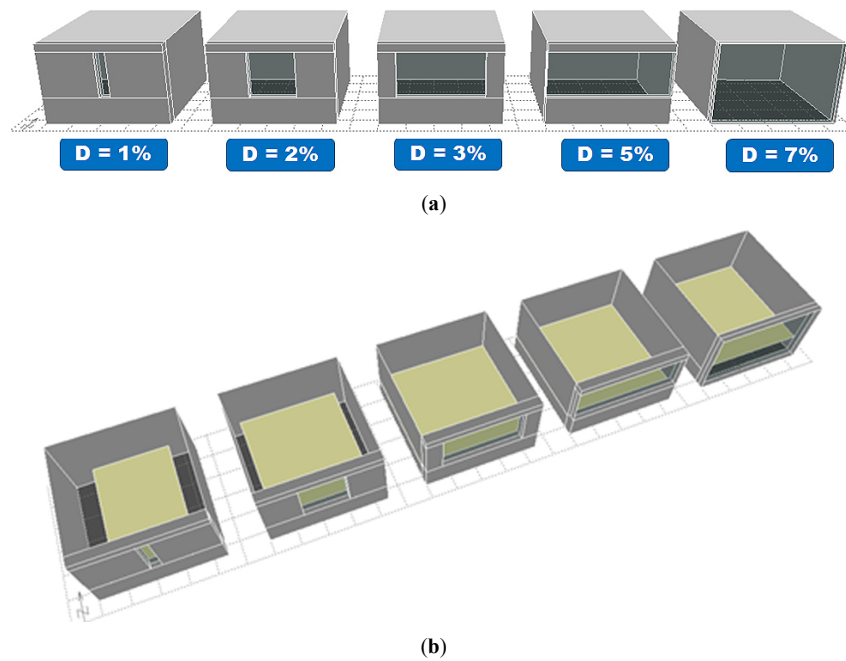 D = 1%
D = 2%
D = 3%
D = 5%
D = 7%
(a)
(b)